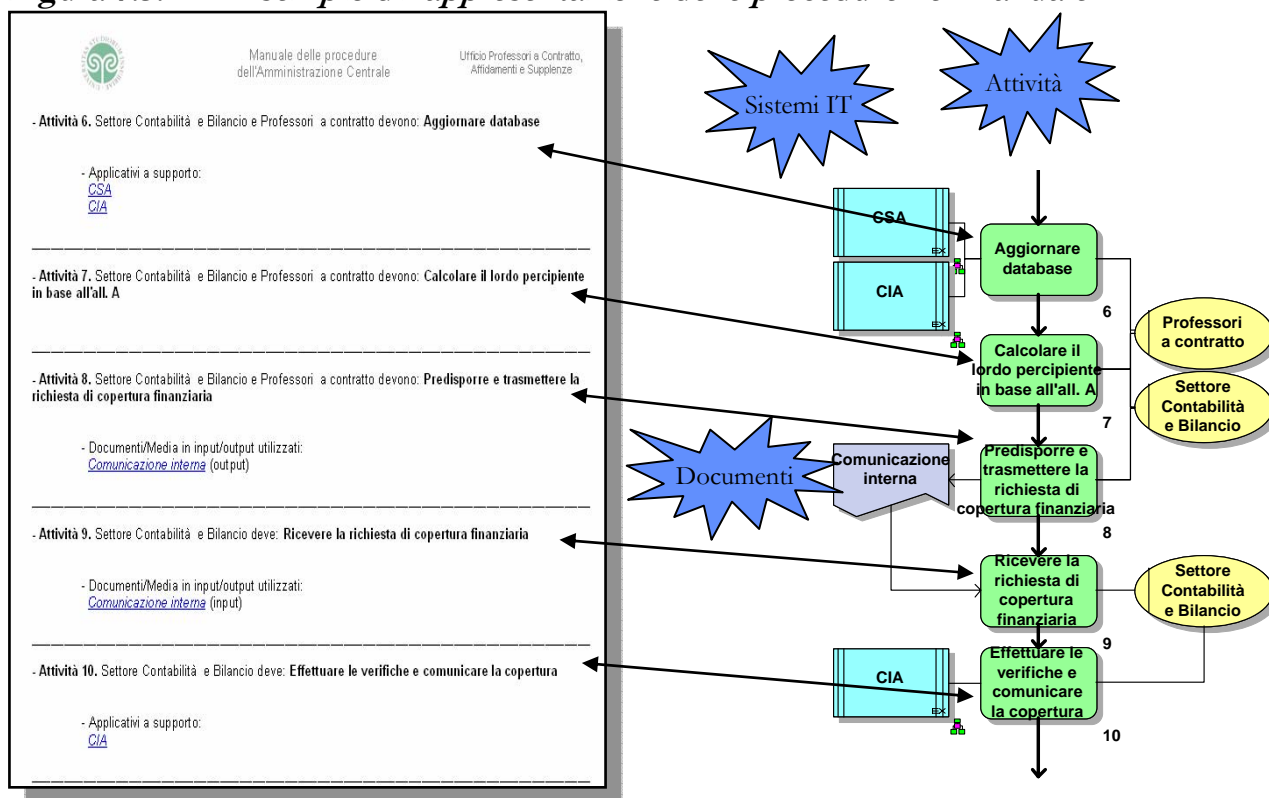 Manuale delle procedure
dell'Amministrazione Centrale
Ufficio Professori a Contratto,
Affidamenti e Supplenze
- Attività 6. Settore Contabilità e Bilancio e Professori a contratto devono: Aggiornare database
- Applicativi a supporto:
CSA
CIA
- Attività 7. Settore Contabilità e Bilancio e Professori a contratto devono: Calcolare il lordo percipiente
in base all'all. A
- Attività 8. Settore Contabilità e Bilancio e Professori a contratto devono: Predisporre e trasmettere la
richiesta di copertura finanziaria
- Documenti/Media in input/output utilizzati:
Comunicazione interna (output)
- Attività 9. Settore Contabilità e Bilancio deve: Ricevere la richiesta di copertura finanziaria
- Documenti/Media in input/output utilizzati:
Comunicazione interna (input)
- Attività 10. Settore Contabilità e Bilancio deve: Effettuare le verifiche e comunicare la copertura
- Applicativi a supporto:
CIA
Sistemi IT
Attività
CSA
CIA
Aggiornare
database
6
Professori
a contratto
Calcolare il
lordo percipiente
in base all'all. A
7
Settore
Contabilità
e Bilancio
Documenti
Comunicazione
interna
Predisporre e
trasmettere la
richiesta di
copertura finanziaria
8
Ricevere la
richiesta di
copertura
finanziaria
9
Settore
Contabilità
e Bilancio
CIA
Effettuare le
verifiche e
comunicare
la copertura
10